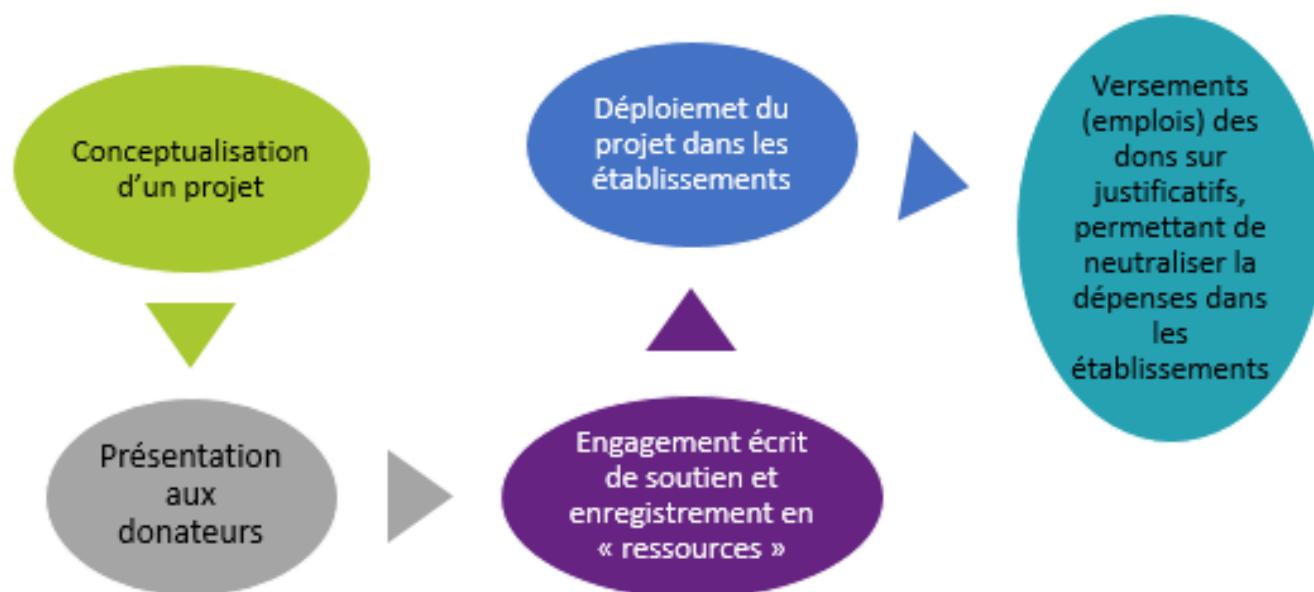 Conceptualisation
d’un projet
Présentation
aux
donateurs
Engagement écrit
de soutien et
enregistrement en
« ressources »
Déploiemet du
projet dans les
établissements
Versements
(emplois) des
dons sur
justificatifs,
permettant de
neutraliser la
dépenses dans
les
établissements